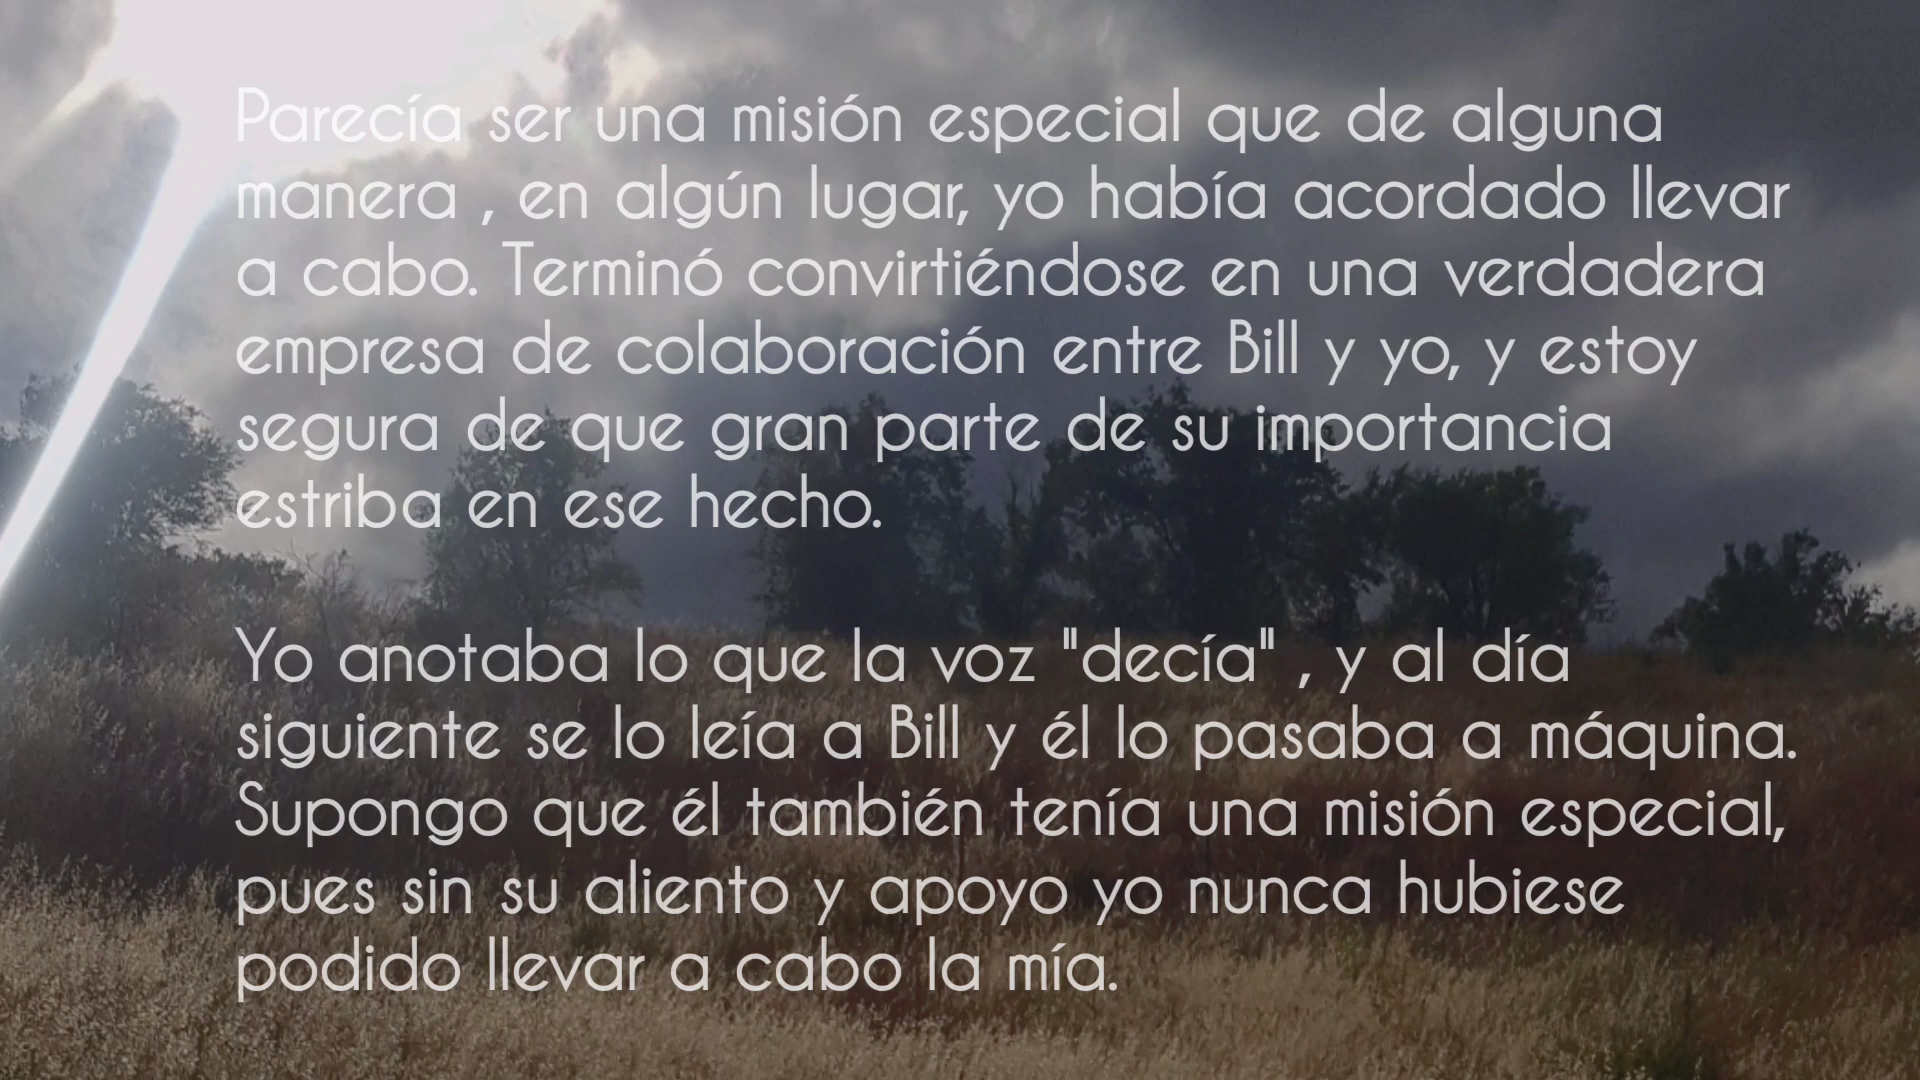 Parecía ser una misión especial que de alguna
manera , en algún lugar, yo había acordado llevar
a cabo. Terminó convirtiéndose en una verdadera
empresa de colaboración entre Bill y yo, y estoy
segura de que gran parte de su importancia
estriba en ese hecho.
Yo anotaba lo que la voz "decía" , y al día
siguiente se lo leía a Bill y él lo pasaba a máquina.
Supongo que él también tenía una misión especial,
pues sin su aliento y apoyo yo nunca hubiese
podido llevar a cabo la mía.